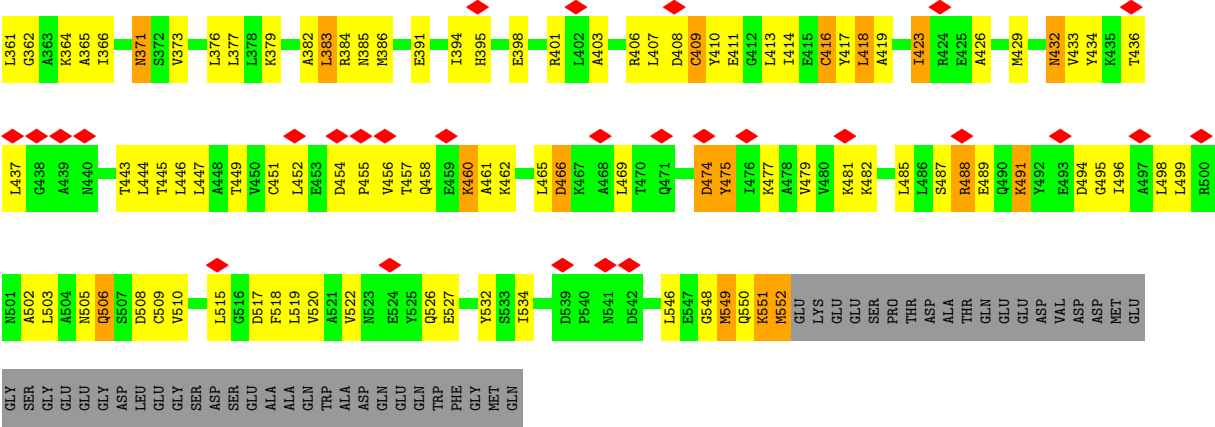 L361 G362 A363 K364 A365 I366 N371 S372 V373 L376 L377 L378 K379 A382 L383 R384 N385 M386 E391 I394 H395 E398 R401 L402 A403 R406 L407 D408 C409 Y410 E411 G412 L413 I414 E415 C416 Y417 L418 A419 I423 R424 E425 A426 M429 N432 V433 Y434 K435 T436
L437 G438 A439 N440 T443 L444 T445 L446 L447 A448 T449 V450 C451 L452 E453 D454 P455 V456 T457 Q458 E459 K460 A461 K462 L465 D466 K467 A468 L469 T470 Q471 D474 Y475 I476 K477 A478 V479 V480 K481 K482 L485 L486 S487 R488 E489 Q490 K491 Y492 E493 D494 G495 I496 A497 L498 L499 R500
N501 A502 L503 A504 N505 Q506 S507 D508 C509 V510 L515 G516 D517 F518 L519 V520 A521 V522 N523 E524 Y525 Q526 E527 Y532 S533 I534 D539 P540 N541 D542 L546 E547 G548 M549 Q550 K551 M552 GLU LYS GLU GLU SER PRO THR ASP ALA THR GLN GLU GLU ASP VAL ASP ASP MET GLU
GLY SER GLY GLU GLU GLY ASP LEU GLU GLY SER ASP SER GLU ALA ALA GLN TRP ALA ASP GLN GLU GLN TRP PHE GLY MET GLN